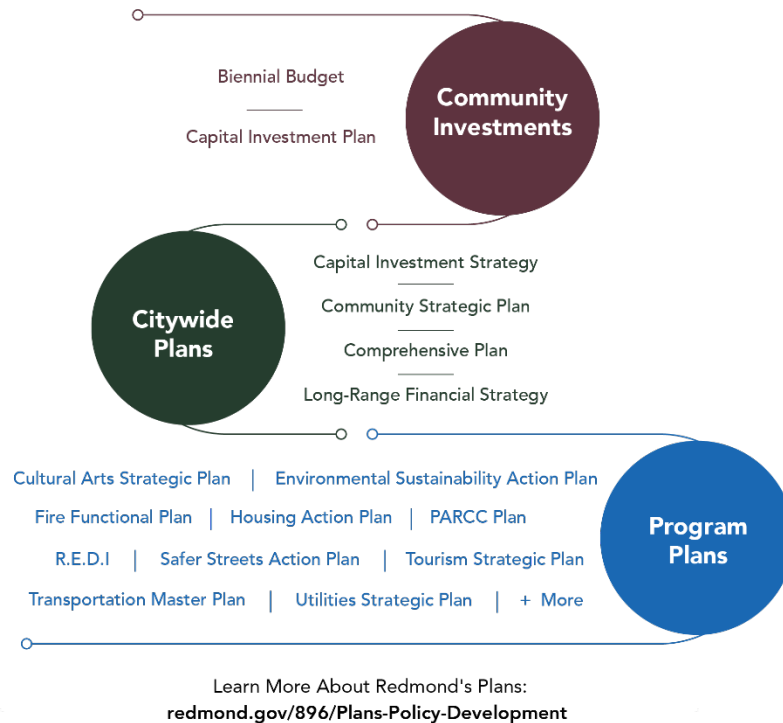 Community
Investments
Biennial Budget
Capital Investment Plan
Citywide
Plans
Capital Investment Strategy
Community Strategic Plan
Comprehensive Plan
Long-Range Financial Strategy
Program
Plans
Cultural Arts Strategic Plan | Environmental Sustainability Action Plan
Fire Functional Plan | Housing Action Plan | PARCC Plan
R.E.D.I | Safer Streets Action Plan | Tourism Strategic Plan
Transportation Master Plan | Utilities Strategic Plan | + More
Learn More About Redmond's Plans:
redmond.gov/896/Plans-Policy-Development